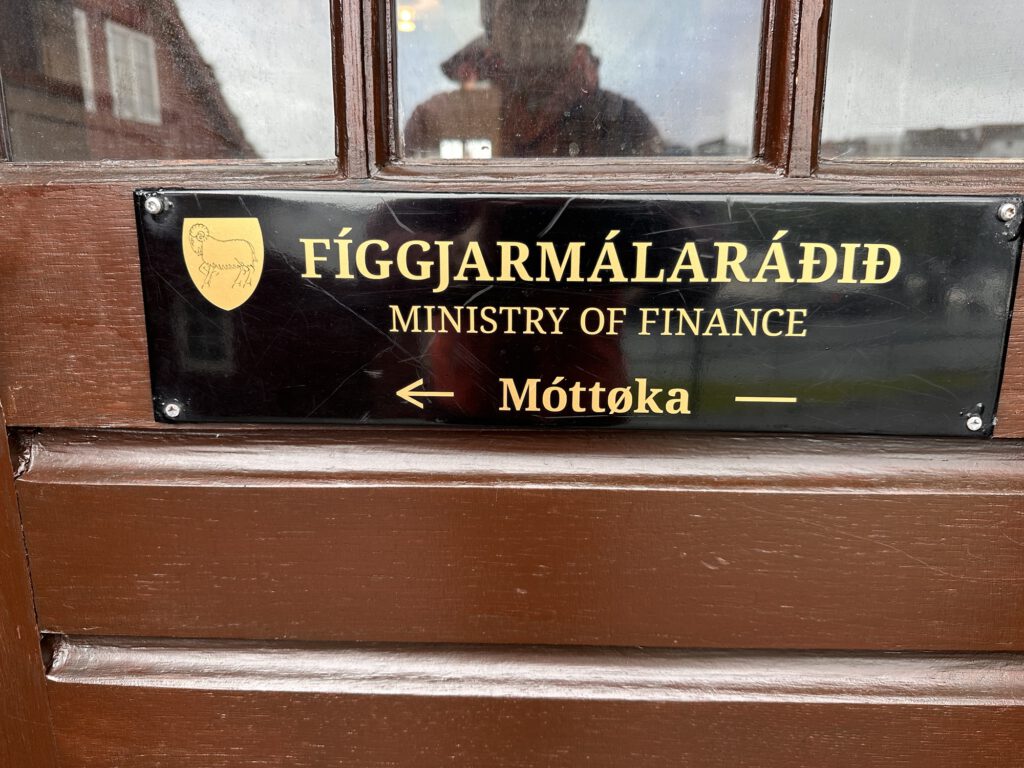 FÍGGJARMÁLARÁÐIÐ
MINISTRY OF FINANCE
← Móttøka —